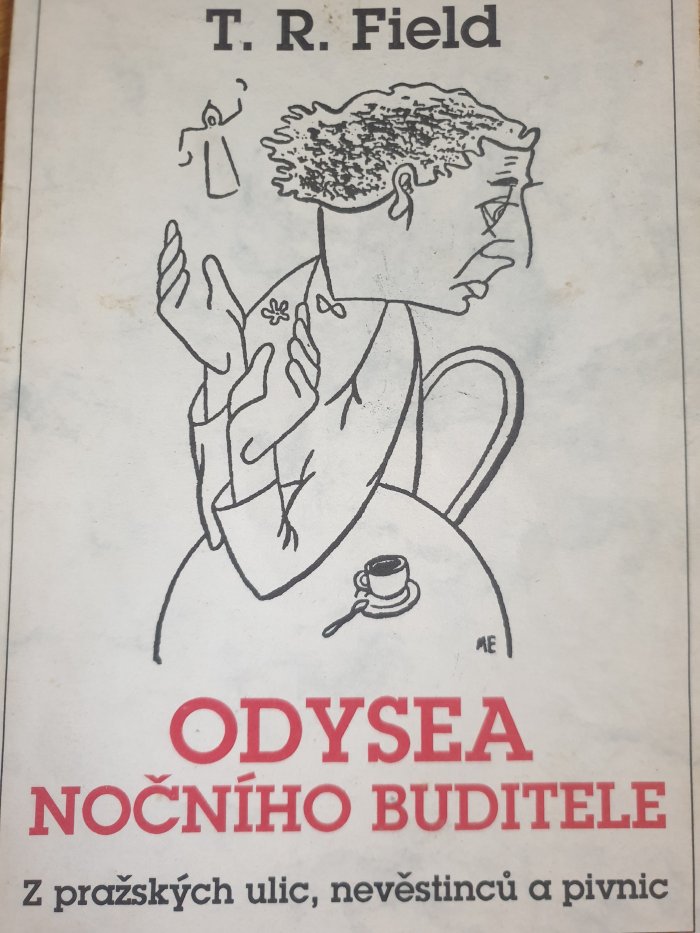 T. R. Field
ME
ODYSEA
NOČNÍHO BUDITELE
Z pražských ulic, nevěstinců a pivnic